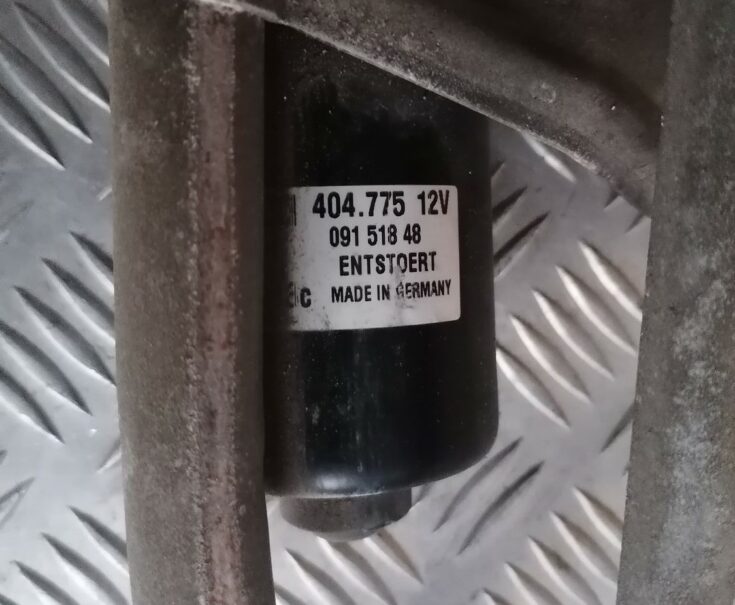 404.775 12V
091 518 48
ENTSTOERT
c MADE IN GERMANY